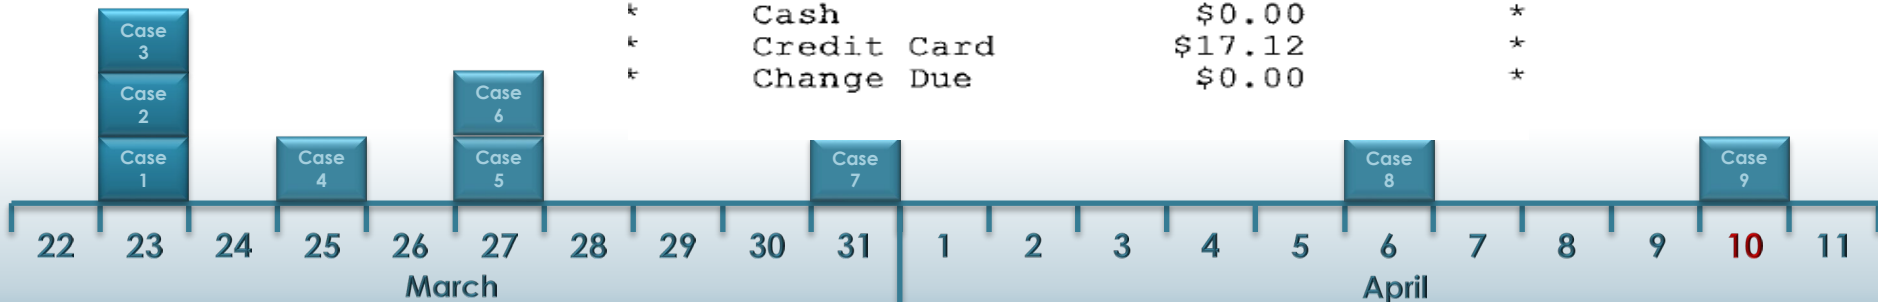 * Cash $0.00 *
* Credit Card $17.12 *
* Change Due $0.00 *
Case
3
Case
2
Case
6
Case
1
Case
4
Case
5
Case
7
Case
8
Case
9
22 23 24 25 26 27 28 29 30 31 1 2 3 4 5 6 7 8 9 10 11
March April